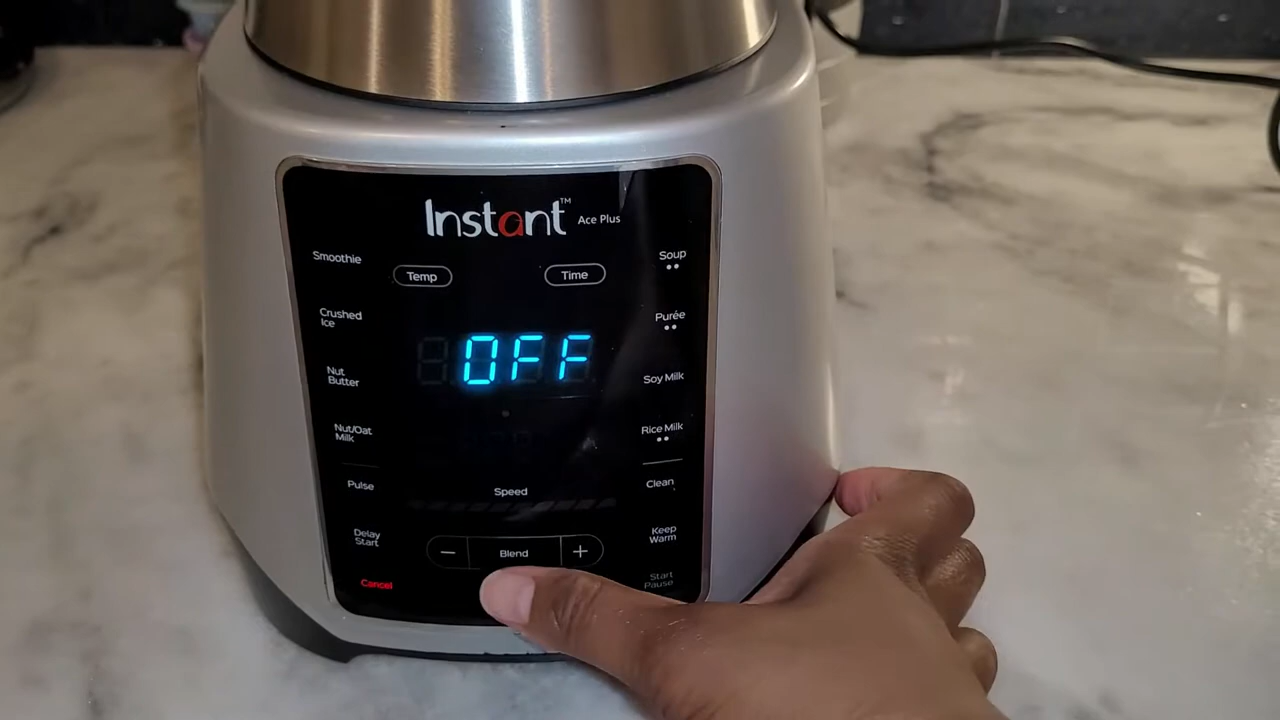 Instant™ Ace Plus
Smoothie
Temp
Time
Soup
Crushed
Ice
Purée
OFF
Nut
Butter
Soy Milk
Nut/Oat
Milk
Rice Milk
Pulse
Speed
Clean
Delay
Start
− Blend +
Keep
Warm
Cancel
Start
Pause